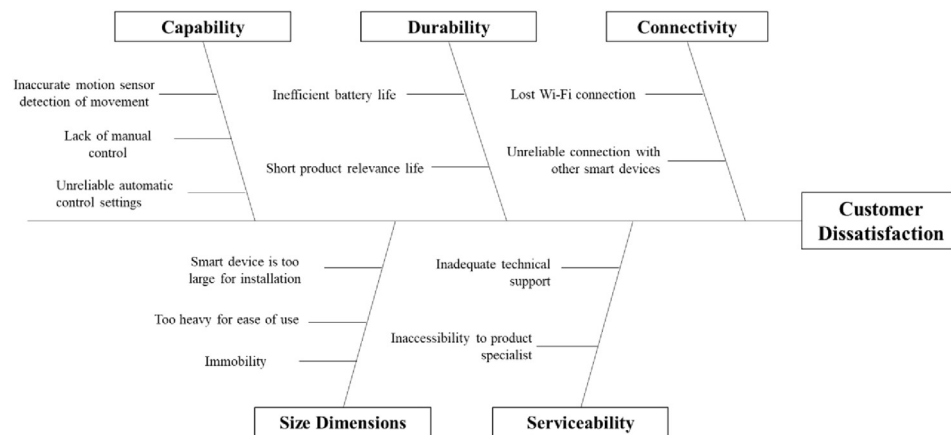 Capability
Durability
Connectivity
Inaccurate motion sensor
detection of movement
Lack of manual
control
Unreliable automatic
control settings
Inefficient battery life
Short product relevance life
Lost Wi-Fi connection
Unreliable connection with
other smart devices
Customer
Dissatisfaction
Smart device is too
large for installation
Too heavy for ease of use
Immobility
Inadequate technical
support
Inaccessibility to product
specialist
Size Dimensions
Serviceability